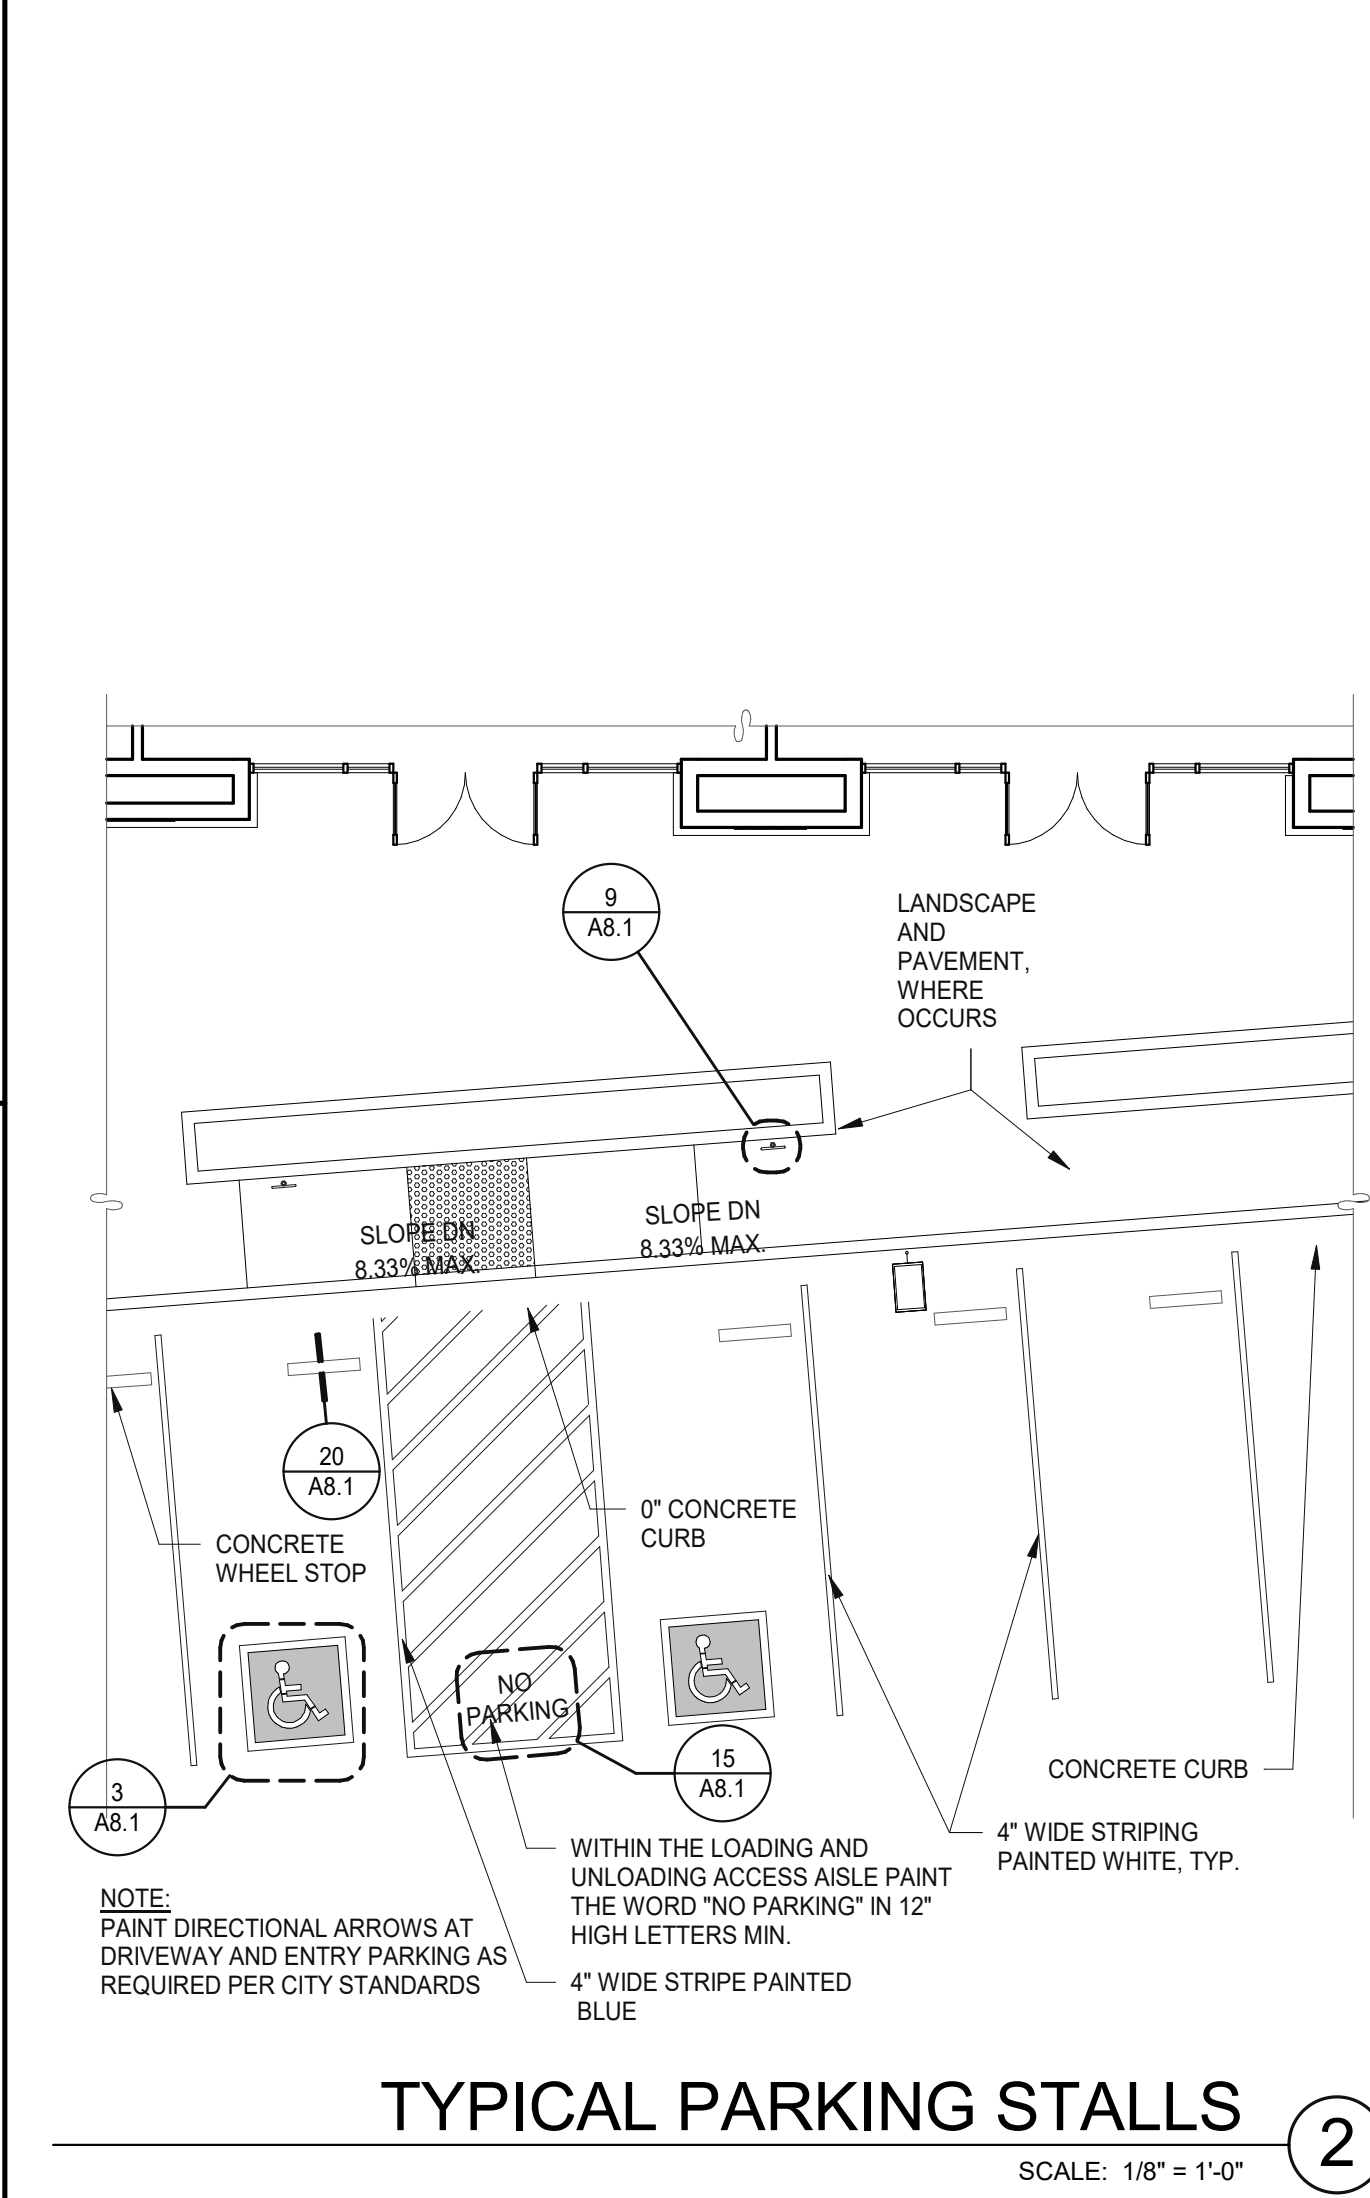 9
A8.1
LANDSCAPE
AND
PAVEMENT,
WHERE
OCCURS
SLOPE DN
8.33% MAX.
SLOPE DN
8.33% MAX.
20
A8.1
0" CONCRETE
CURB
CONCRETE
WHEEL STOP
NO
PARKING
3
A8.1
15
A8.1
CONCRETE CURB
4" WIDE STRIPING
PAINTED WHITE, TYP.
WITHIN THE LOADING AND
UNLOADING ACCESS AISLE PAINT
THE WORD "NO PARKING" IN 12"
HIGH LETTERS MIN.
NOTE:
PAINT DIRECTIONAL ARROWS AT
DRIVEWAY AND ENTRY PARKING AS
REQUIRED PER CITY STANDARDS
4" WIDE STRIPE PAINTED
BLUE
TYPICAL PARKING STALLS
2
SCALE: 1/8" = 1'-0"